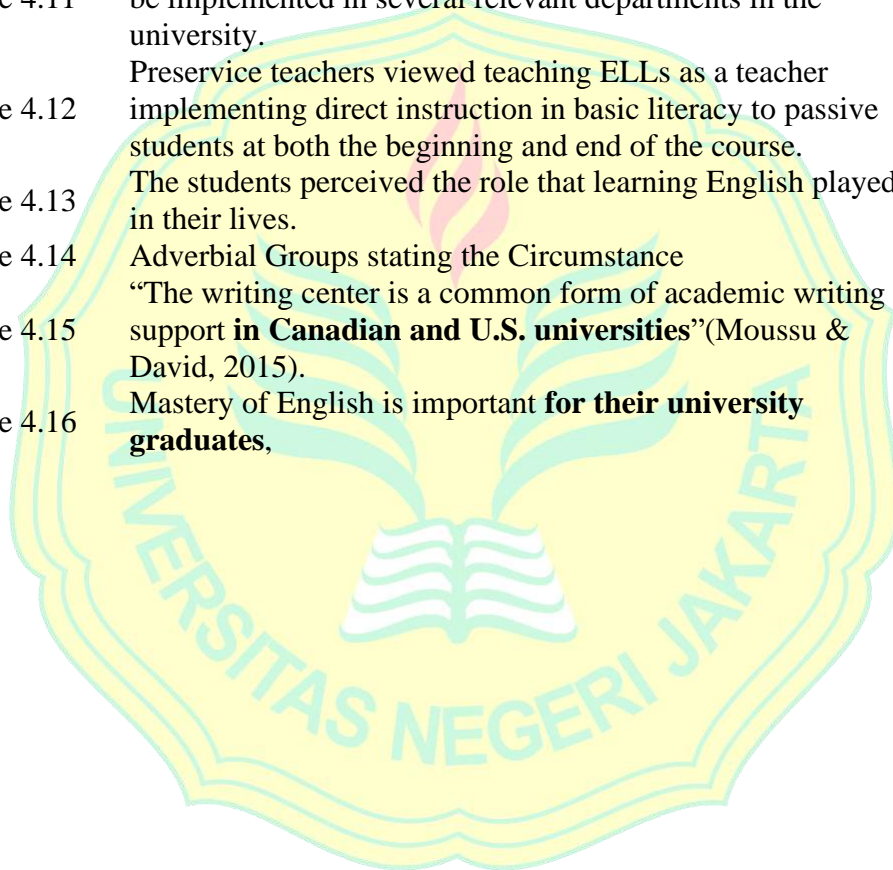 e 4.11 be implemented in several relevant departments in the
university.
Preservice teachers viewed teaching ELLs as a teacher
e 4.12 implementing direct instruction in basic literacy to passive
students at both the beginning and end of the course.
e 4.13 The students perceived the role that learning English played
in their lives.
e 4.14 Adverbial Groups stating the Circumstance
“The writing center is a common form of academic writing
e 4.15 support in Canadian and U.S. universities”(Moussu &
David, 2015).
e 4.16 Mastery of English is important for their university
graduates,
UNIVERSITAS NEGERI JAKARTA